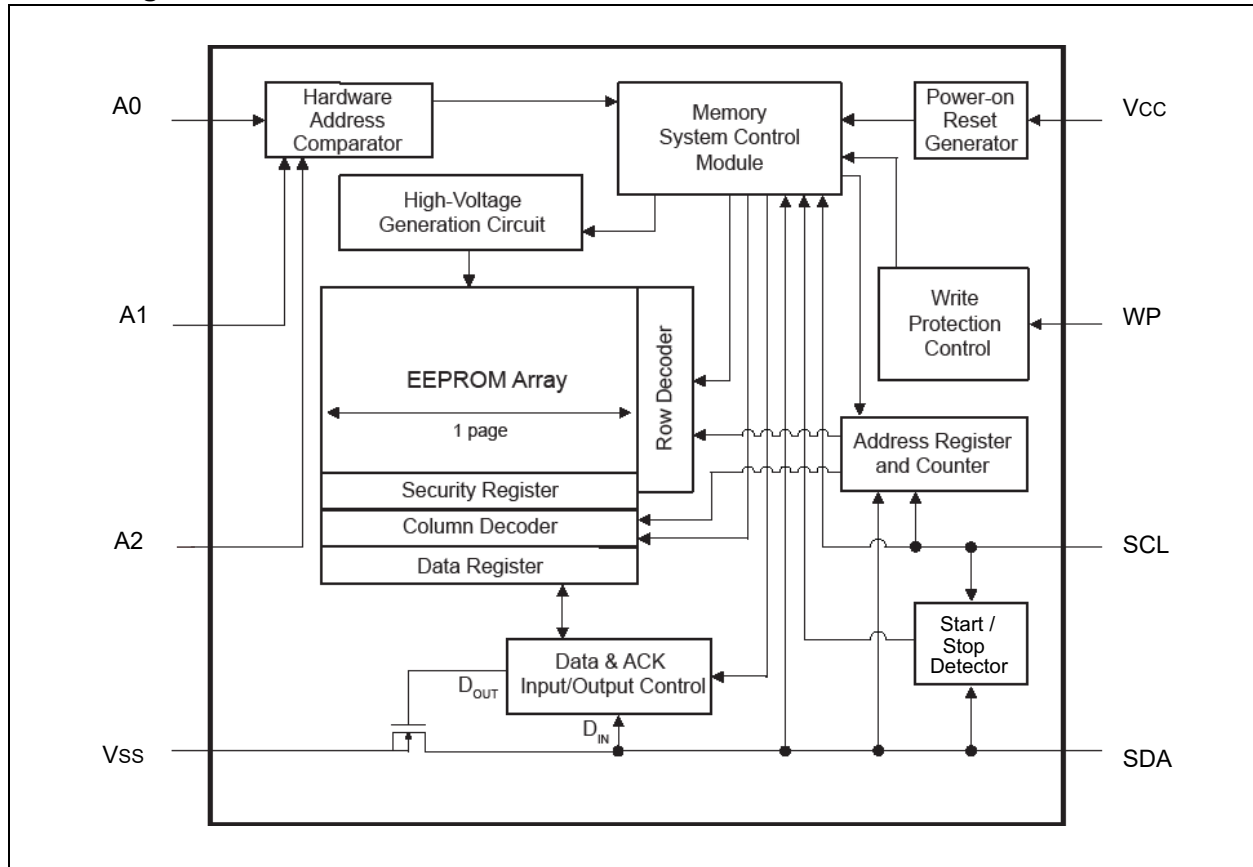 A0
Hardware
Address
Comparator
Memory
System Control
Module
Power-on
Reset
Generator
VCC
High-Voltage
Generation Circuit
A1
EEPROM Array
1 page
Row Decoder
Write
Protection
Control
WP
Address Register
and Counter
Security Register
Column Decoder
Data Register
A2
SCL
Start /
Stop
Detector
Data & ACK
Input/Output Control
DOUT
DIN
VSS
SDA